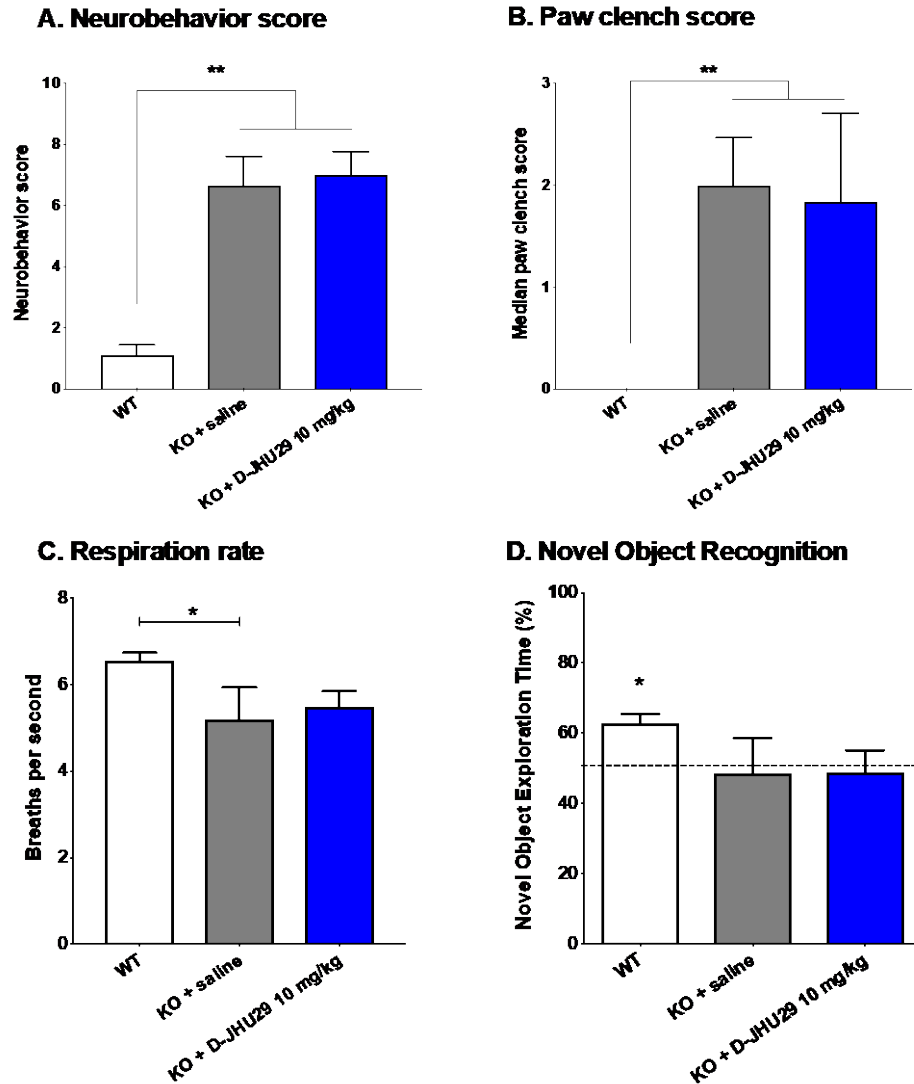 A. Neurobehavior score
**
10
8
6
4
2
0
Neurobehavior score
WT
KO + saline
KO + D-JHU29 10 mg/kg
B. Paw clench score
**
3
2
1
0
Median paw clench score
WT
KO + saline
KO + D-JHU29 10 mg/kg
C. Respiration rate
*
8
6
4
2
0
Breaths per second
WT
KO + saline
KO + D-JHU29 10 mg/kg
D. Novel Object Recognition
*
100
80
60
40
20
0
Novel Object Exploration Time (%)
WT
KO + saline
KO + D-JHU29 10 mg/kg